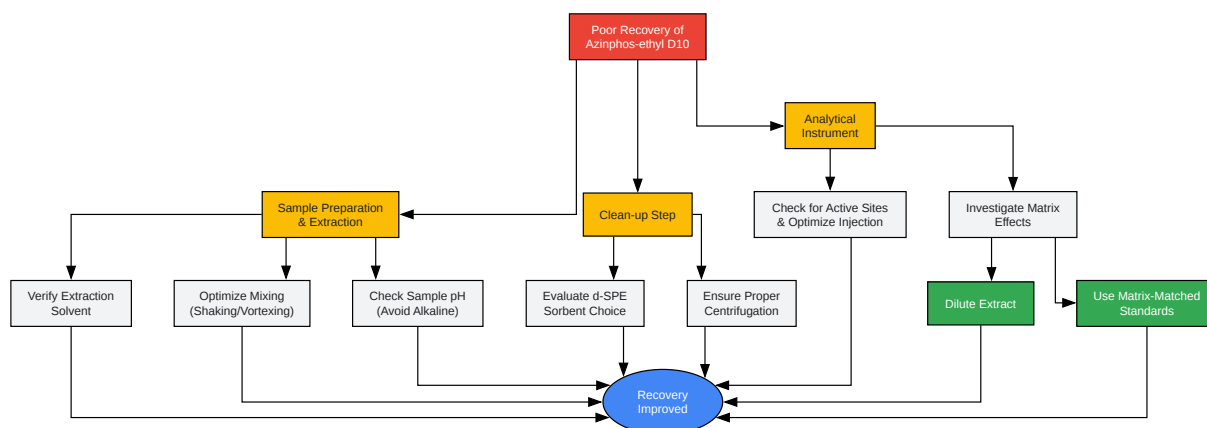 Poor Recovery of
Azinphos-ethyl D10
Analytical
Instrument
Sample Preparation
& Extraction
Clean-up Step
Check for Active Sites
& Optimize Injection
Investigate Matrix
Effects
Verify Extraction
Solvent
Optimize Mixing
(Shaking/Vortexing)
Check Sample pH
(Avoid Alkaline)
Evaluate d-SPE
Sorbent Choice
Ensure Proper
Centrifugation
Dilute Extract
Use Matrix-Matched
Standards
Recovery
Improved